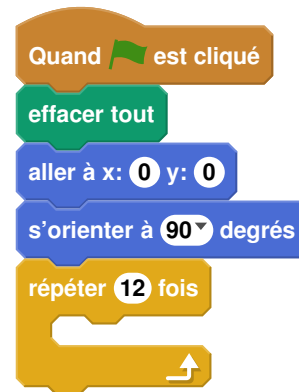 Quand est cliqué
effacer tout
aller à x: 0 y: 0
s'orienter à 90 degrés
répéter 12 fois